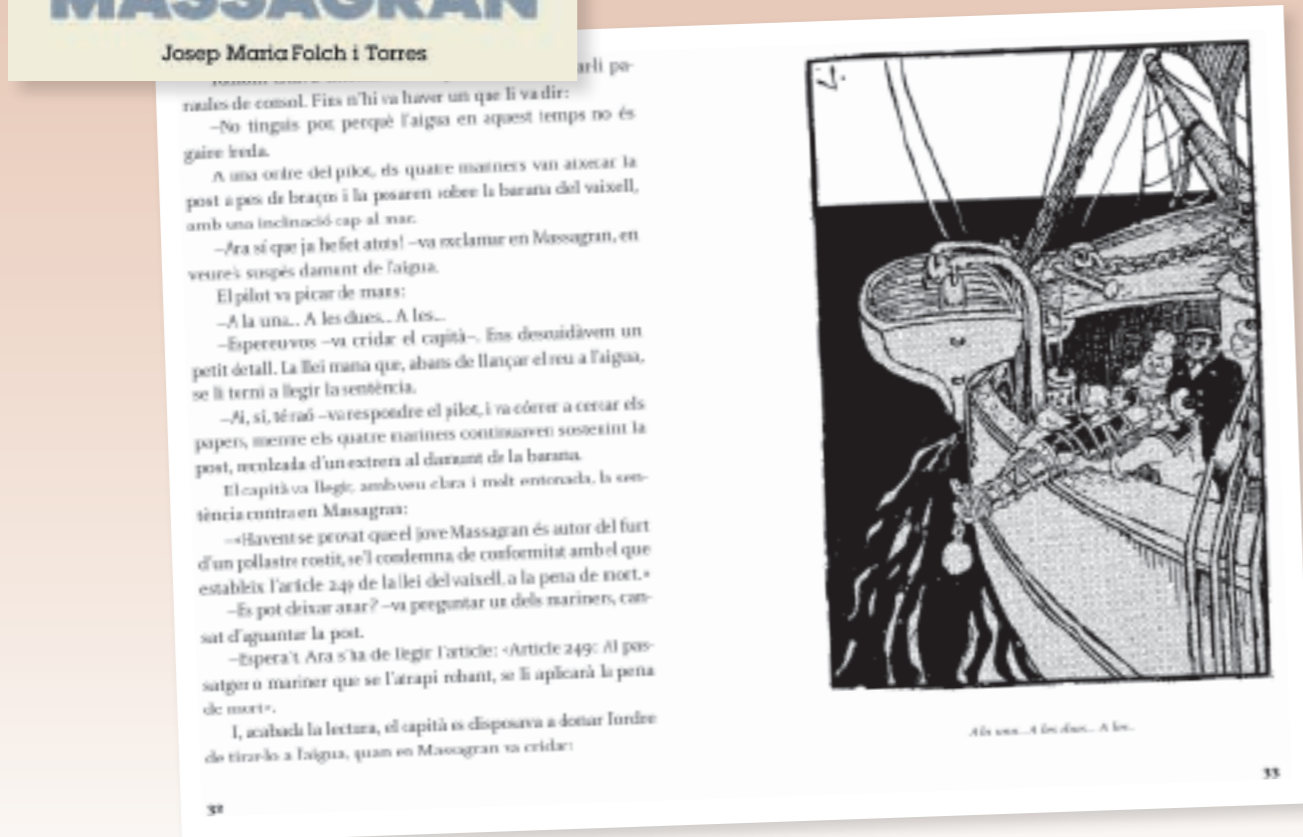 MASSAGRAN
Josep Maria Folch i Torres
arli pa-
raules de consol. Fins n'hi va haver un que li va dir:
–No tinguis por, perquè l'aigua en aquest temps no és
gaire freda.
A una ordre del pilot, els quatre mariners van aixecar la
post a pes de braços i la posaren sobre la barana del vaixell,
amb una inclinació cap al mar.
–Ara sí que ja he fet atots! –va exclamar en Massagran, en
veure's suspès damunt de l'aigua.
El pilot va picar de mans:
–A la una... A les dues... A les...
–Espereu-vos –va cridar el capità–. Ens descuidàvem un
petit detall. La llei mana que, abans de llançar el reu a l'aigua,
se li torni a llegir la sentència.
–Ai, sí, té raó –va respondre el pilot, i va córrer a cercar els
papers, mentre els quatre mariners continuaven sostenint la
post, recolzada d'un extrem al damunt de la barana.
El capità va llegir, amb veu clara i molt entonada, la sen-
tència contra en Massagran:
–«Havent-se provat que el jove Massagran és autor del furt
d'un pollastre rostit, se'l condemna, de conformitat amb el que
estableix l'article 249 de la llei del vaixell, a la pena de mort.»
–Es pot deixar anar? –va preguntar un dels mariners, can-
sat d'aguantar la post.
–Espera't. Ara s'ha de llegir l'article: «Article 249: Al pas-
satger o mariner que se l'atrapi robant, se li aplicarà la pena
de mort».
I, acabada la lectura, el capità es disposava a donar l'ordre
de tirar-lo a l'aigua, quan en Massagran va cridar:
32
A la una... A les dues... A les...
33